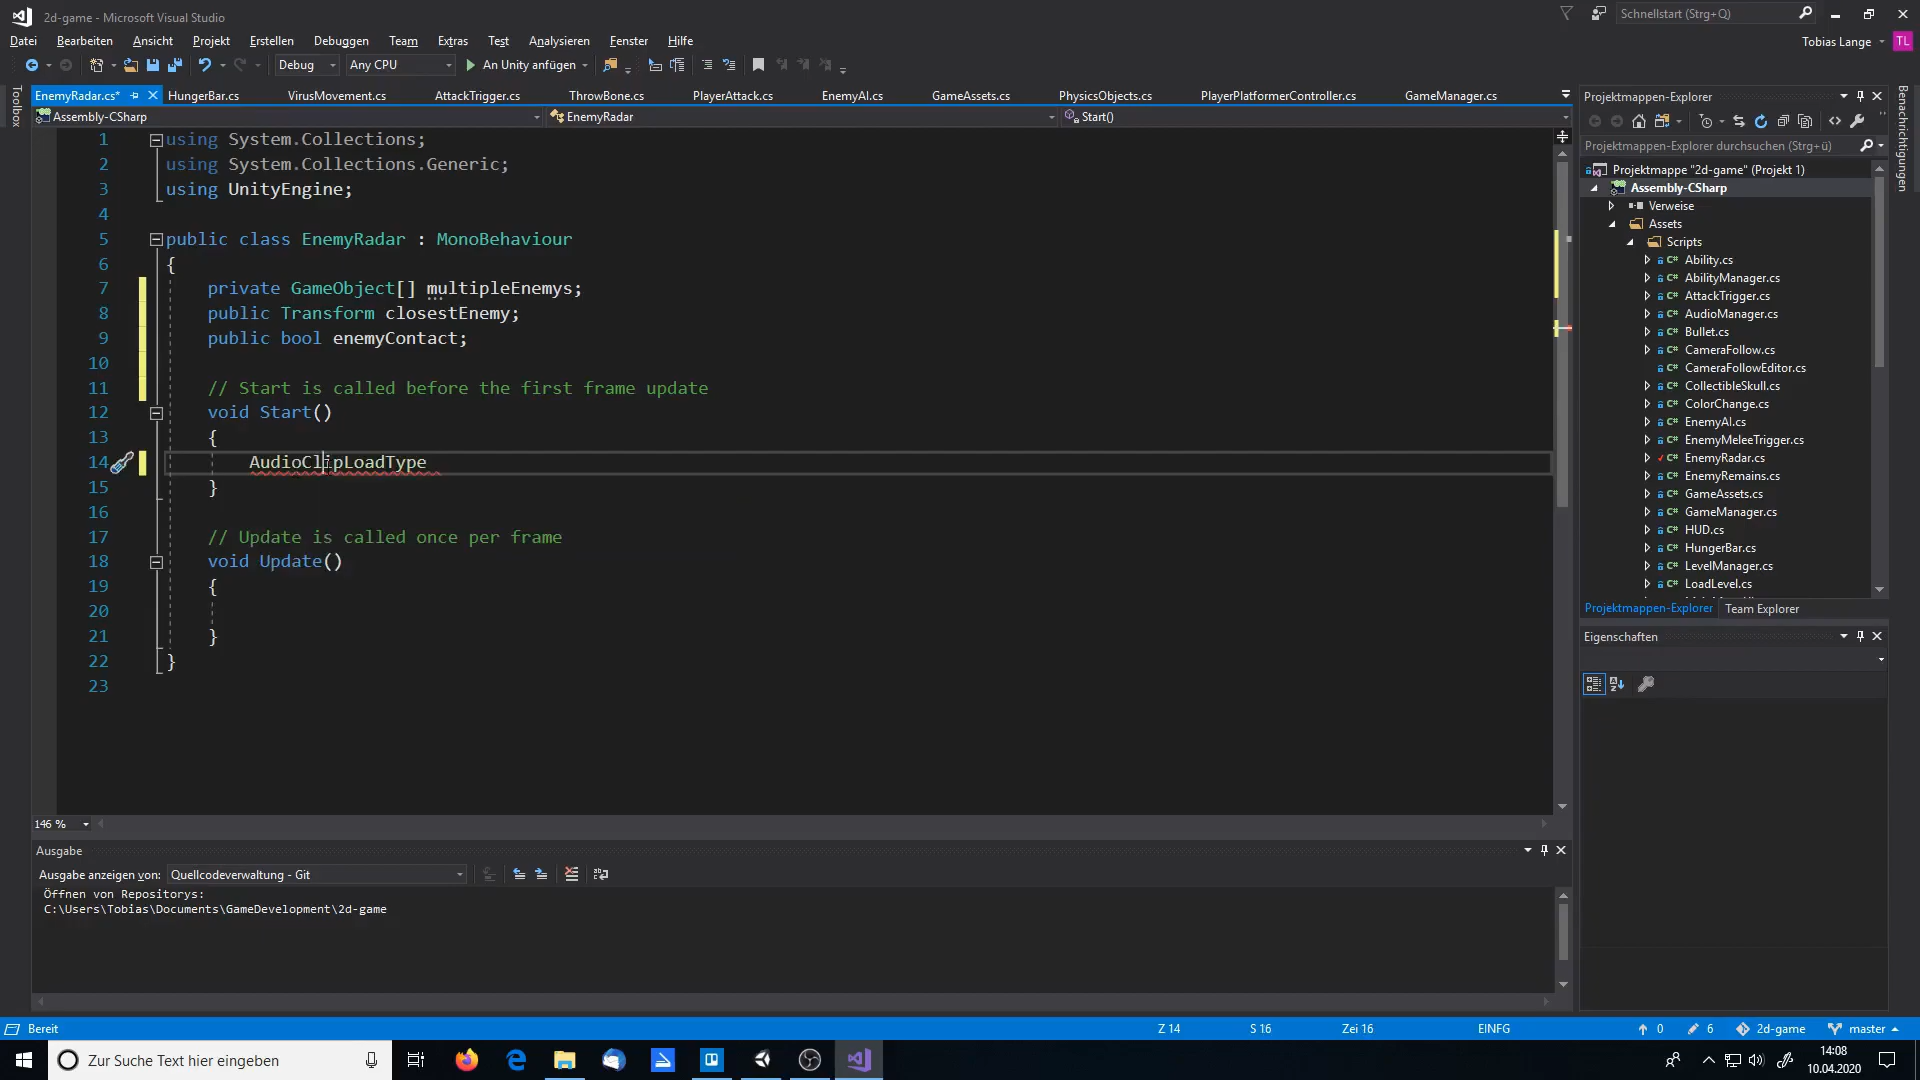 2d-game - Microsoft Visual Studio
Schnellstart (Strg+Q)
Datei Bearbeiten Ansicht Projekt Erstellen Debuggen Team Extras Test Analysieren Fenster Hilfe
Tobias Lange TL
Debug Any CPU An Unity anfügen
Toolbox
EnemyRadar.cs* HungerBar.cs VirusMovement.cs AttackTrigger.cs ThrowBone.cs PlayerAttack.cs EnemyAI.cs GameAssets.cs PhysicsObjects.cs PlayerPlatformerController.cs GameManager.cs
Assembly-CSharp EnemyRadar Start()
1 using System.Collections;
2 using System.Collections.Generic;
3 using UnityEngine;
4
5 public class EnemyRadar : MonoBehaviour
6 {
7 private GameObject[] multipleEnemys;
8 public Transform closestEnemy;
9 public bool enemyContact;
10
11 // Start is called before the first frame update
12 void Start()
13 {
14 AudioClipLoadType
15 }
16
17 // Update is called once per frame
18 void Update()
19 {
20
21 }
22 }
23
146 %
Projektmappen-Explorer
Projektmappen-Explorer durchsuchen (Strg+ü)
Projektmappe "2d-game" (Projekt 1)
Assembly-CSharp
Verweise
Assets
Scripts
C# Ability.cs
C# AbilityManager.cs
C# AttackTrigger.cs
C# AudioManager.cs
C# Bullet.cs
C# CameraFollow.cs
C# CameraFollowEditor.cs
C# CollectibleSkull.cs
C# ColorChange.cs
C# EnemyAI.cs
C# EnemyMeleeTrigger.cs
C# EnemyRadar.cs
C# EnemyRemains.cs
C# GameAssets.cs
C# GameManager.cs
C# HUD.cs
C# HungerBar.cs
C# LevelManager.cs
C# LoadLevel.cs
Projektmappen-Explorer Team Explorer
Eigenschaften
Benachrichtigungen
Ausgabe
Ausgabe anzeigen von: Quellcodeverwaltung - Git
Öffnen von Repositorys:
C:\Users\Tobias\Documents\GameDevelopment\2d-game
Bereit Z 14 S 16 Zei 16 EINFG 0 6 2d-game master
Zur Suche Text hier eingeben
14:08
10.04.2020